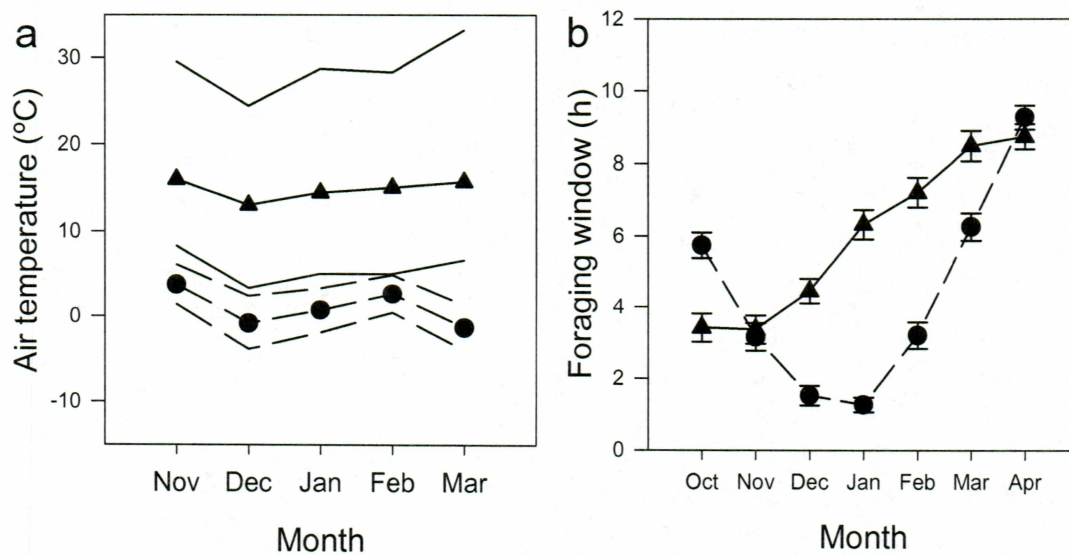 a
Air temperature (ºC)
30
20
10
0
-10
Nov Dec Jan Feb Mar
Month
b
Foraging window (h)
12
10
8
6
4
2
0
Oct Nov Dec Jan Feb Mar Apr
Month